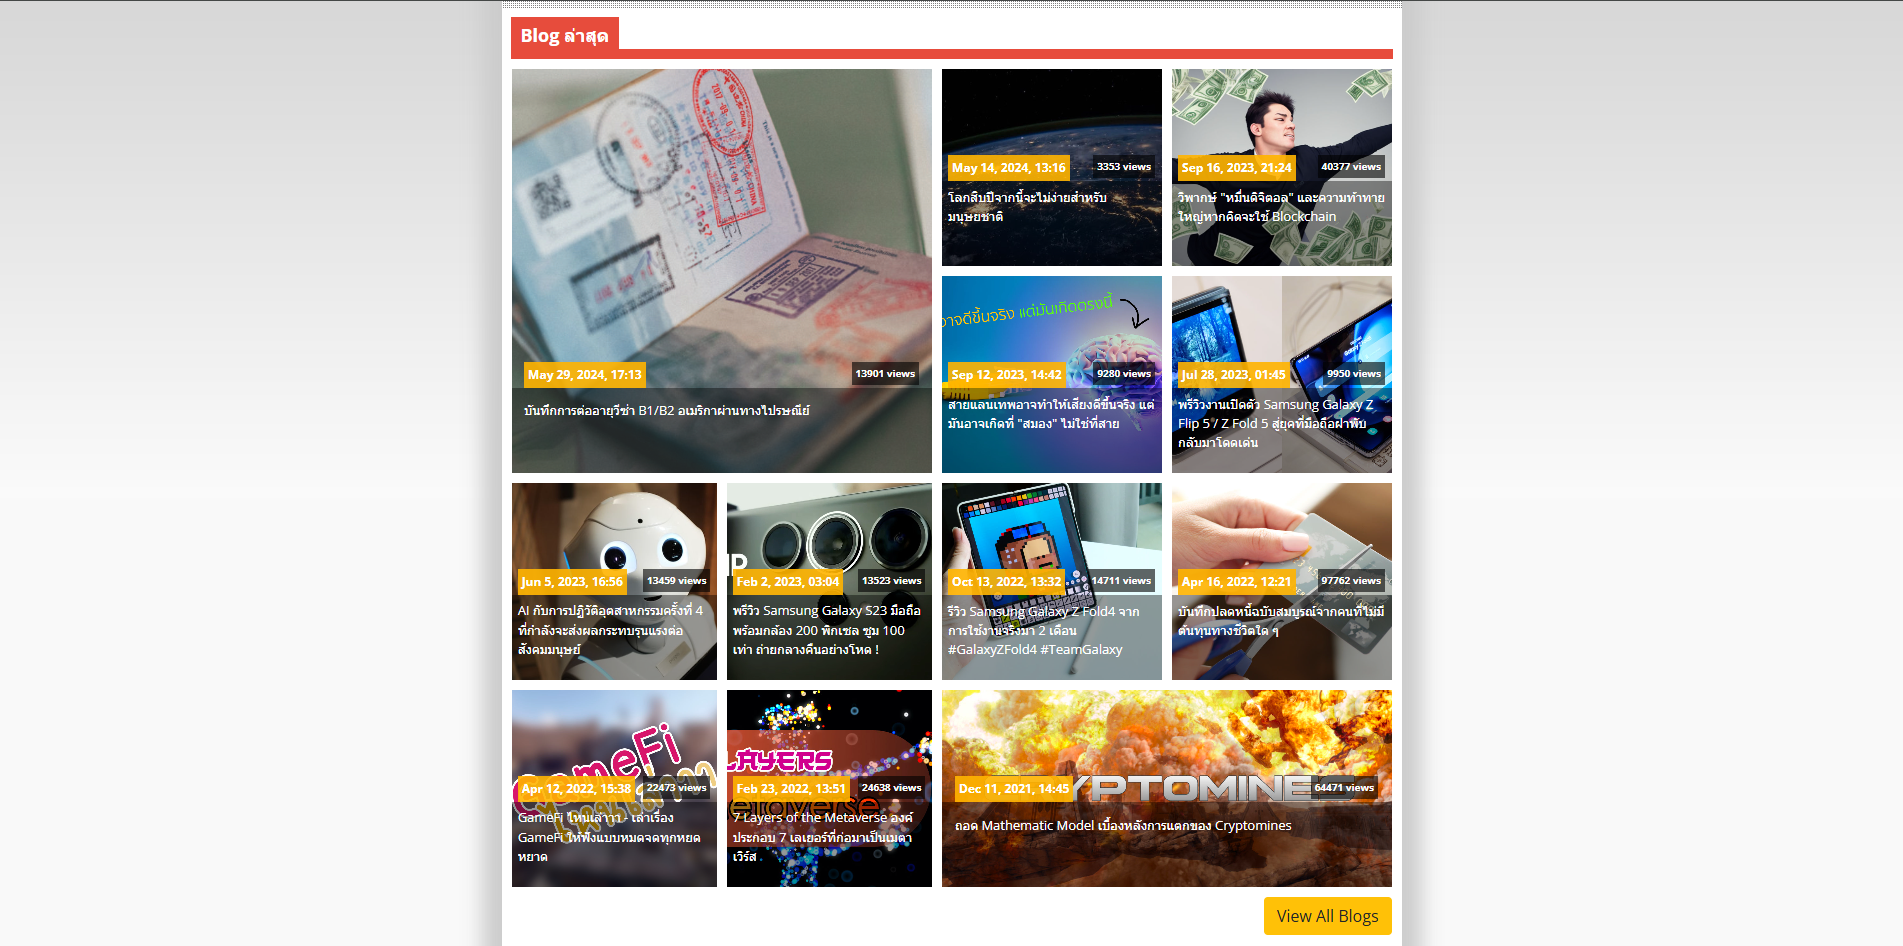 Blog ล่าสุด
May 29, 2024, 17:13
13901 views
บันทึกการต่ออายุวีซ่า B1/B2 อเมริกาผ่านทางไปรษณีย์
May 14, 2024, 13:16
3353 views
โลกสิบปีจากนี้จะไม่ง่ายสำหรับ
มนุษยชาติ
Sep 16, 2023, 21:24
40377 views
วิพากษ์ "หมื่นดิจิตอล" และความท้าทาย
ใหญ่หากคิดจะใช้ Blockchain
อาจดีขึ้นจริง แต่มันเกิดตรงนี้
Sep 12, 2023, 14:42
9280 views
สายแลนเทพอาจทำให้เสียงดีขึ้นจริง แต่
มันอาจเกิดที่ "สมอง" ไม่ใช่ที่สาย
Jul 28, 2023, 01:45
9950 views
พรีวิวงานเปิดตัว Samsung Galaxy Z
Flip 5 / Z Fold 5 สู่ยุคที่มือถือฝาพับ
กลับมาโดดเด่น
Jun 5, 2023, 16:56
13459 views
AI กับการปฏิวัติอุตสาหกรรมครั้งที่ 4
ที่กำลังจะส่งผลกระทบรุนแรงต่อ
สังคมมนุษย์
Feb 2, 2023, 03:04
13523 views
พรีวิว Samsung Galaxy S23 มือถือ
พร้อมกล้อง 200 พิกเซล ซูม 100
เท่า ถ่ายกลางคืนอย่างโหด !
Oct 13, 2022, 13:32
14711 views
รีวิว Samsung Galaxy Z Fold4 จาก
การใช้งานจริงมา 2 เดือน
#GalaxyZFold4 #TeamGalaxy
Apr 16, 2022, 12:21
97762 views
บันทึกปลดหนี้ฉบับสมบูรณ์จากคนที่ไม่มี
ต้นทุนทางชีวิตใด ๆ
GameFi
Apr 12, 2022, 15:38
22473 views
GameFi ไหนเล่าาา - เล่าเรื่อง
GameFi ให้ฟังแบบหมดจดทุกหยด
หยาด
LAYERS
Metaverse
Feb 23, 2022, 13:51
24638 views
7 Layers of the Metaverse องค์
ประกอบ 7 เลเยอร์ที่ก่อมาเป็นเมตา
เวิร์ส
CRYPTOMINES
Dec 11, 2021, 14:45
64471 views
ถอด Mathematic Model เบื้องหลังการแตกของ Cryptomines
View All Blogs